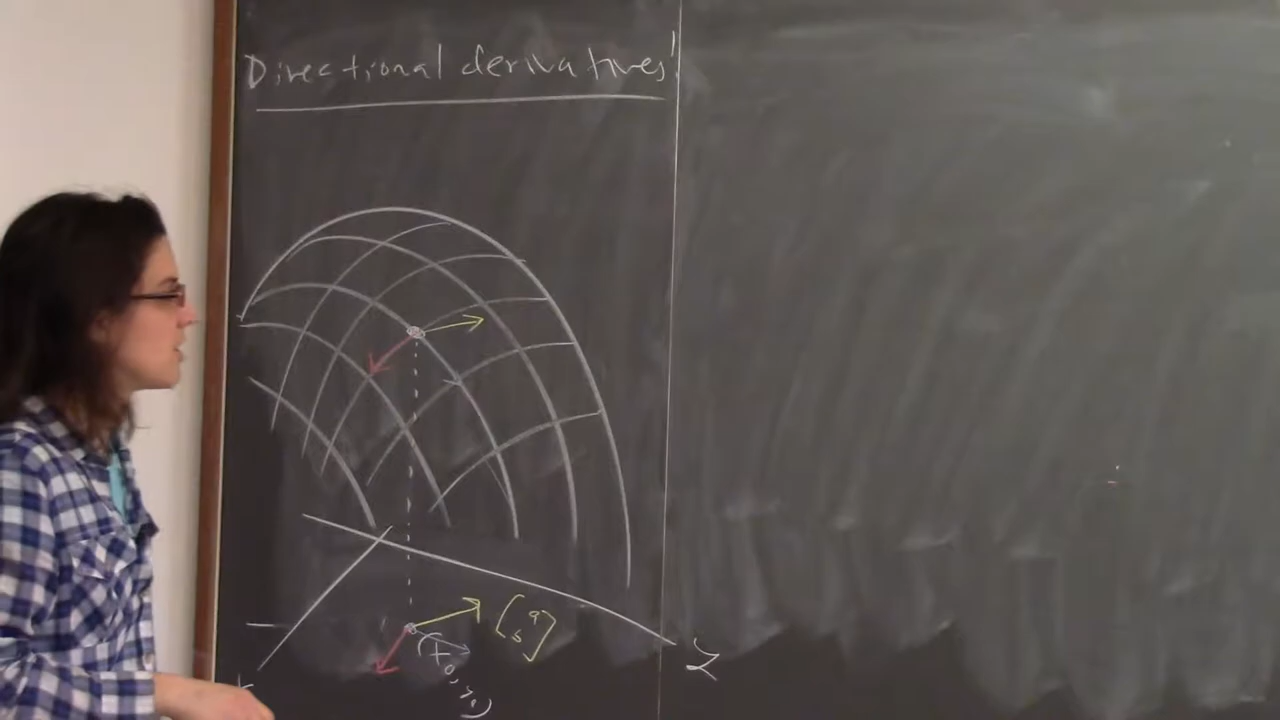 Directional derivatives!
[a
b]
(x₀, y₀)